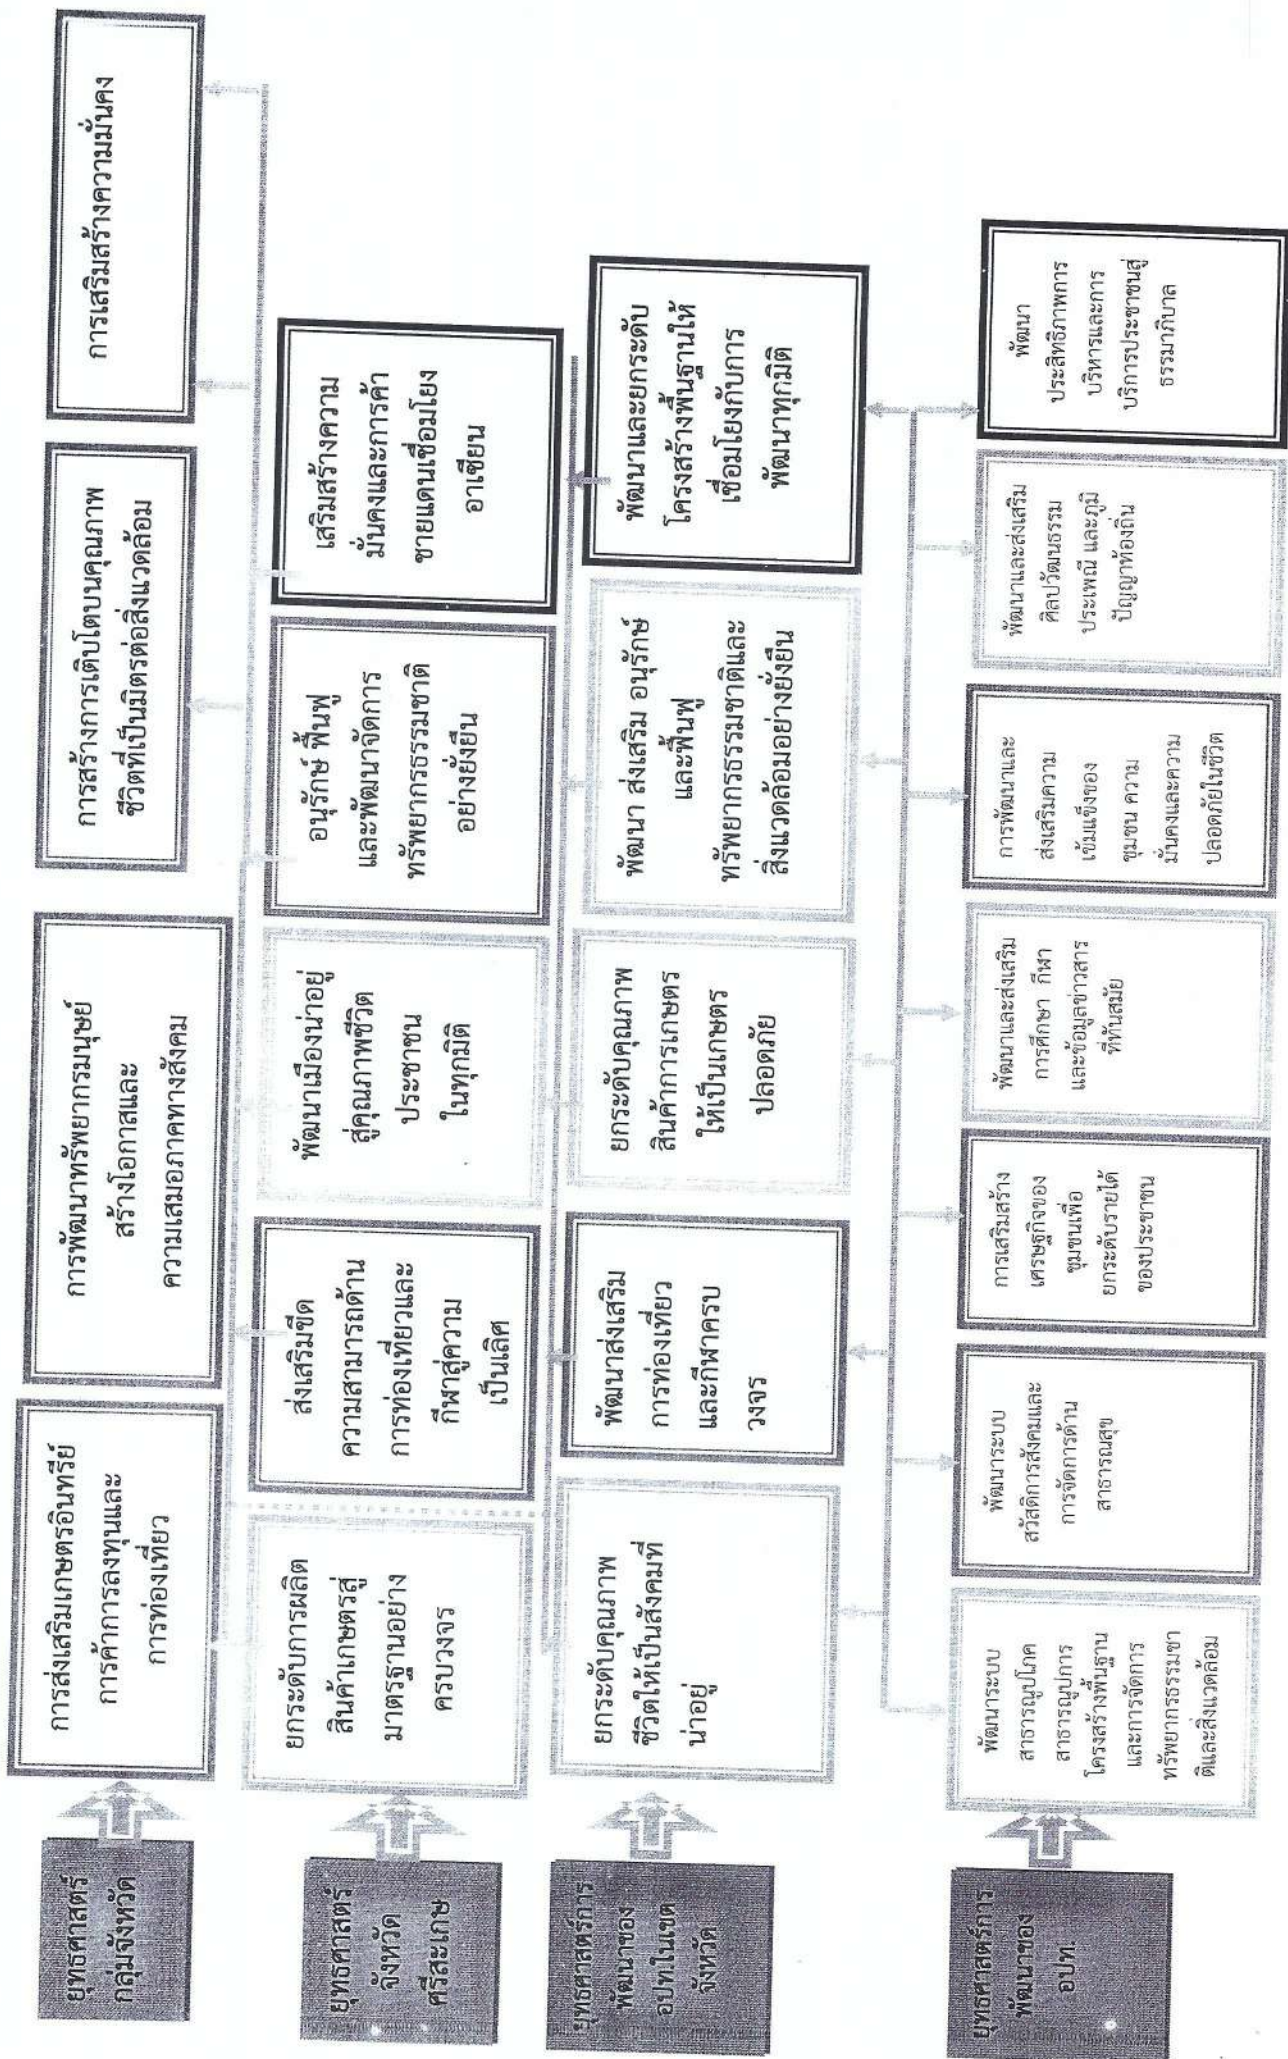 ยุทธศาสตร์
กลุ่มจังหวัด
การส่งเสริมเกษตรอินทรีย์
การค้าการลงทุนและ
การท่องเที่ยว
การพัฒนาทรัพยากรมนุษย์
สร้างโอกาสและ
ความเสมอภาคทางสังคม
การสร้างการเติบโตบนคุณภาพ
ชีวิตที่เป็นมิตรต่อสิ่งแวดล้อม
การเสริมสร้างความมั่นคง
ยุทธศาสตร์
จังหวัด
ศรีสะเกษ
ยกระดับการผลิต
สินค้าเกษตรสู่
มาตรฐานอย่าง
ครบวงจร
ส่งเสริมขีด
ความสามารถด้าน
การท่องเที่ยวและ
กีฬาสู่ความ
เป็นเลิศ
พัฒนาเมืองน่าอยู่
สู่คุณภาพชีวิต
ประชาชน
ในทุกมิติ
อนุรักษ์ ฟื้นฟู
และพัฒนาจัดการ
ทรัพยากรธรรมชาติ
อย่างยั่งยืน
เสริมสร้างความ
มั่นคงและการค้า
ชายแดนเชื่อมโยง
อาเซียน
ยุทธศาสตร์การ
พัฒนาของ
อปท.ในเขต
จังหวัด
ยกระดับคุณภาพ
ชีวิตให้เป็นสังคมที่
น่าอยู่
พัฒนาส่งเสริม
การท่องเที่ยว
และกีฬาครบ
วงจร
ยกระดับคุณภาพ
สินค้าการเกษตร
ให้เป็นเกษตร
ปลอดภัย
พัฒนา ส่งเสริม อนุรักษ์
และฟื้นฟู
ทรัพยากรธรรมชาติและ
สิ่งแวดล้อมอย่างยั่งยืน
พัฒนาและยกระดับ
โครงสร้างพื้นฐานให้
เชื่อมโยงกับการ
พัฒนาทุกมิติ
ยุทธศาสตร์การ
พัฒนาของ
อปท.
พัฒนาระบบ
สาธารณูปโภค
สาธารณูปการ
โครงสร้างพื้นฐาน
และการจัดการ
ทรัพยากรธรรมชา
ติและสิ่งแวดล้อม
พัฒนาระบบ
สวัสดิการสังคมและ
การจัดการด้าน
สาธารณสุข
การเสริมสร้าง
เศรษฐกิจของ
ชุมชนเพื่อ
ยกระดับรายได้
ของประชาชน
พัฒนาและส่งเสริม
การศึกษา กีฬา
และข้อมูลข่าวสาร
ที่ทันสมัย
การพัฒนาและ
ส่งเสริมความ
เข้มแข็งของ
ชุมชน ความ
มั่นคงและความ
ปลอดภัยในชีวิต
พัฒนาและส่งเสริม
ศิลปวัฒนธรรม
ประเพณี และภูมิ
ปัญญาท้องถิ่น
พัฒนา
ประสิทธิภาพการ
บริหารและการ
บริการประชาชนสู่
ธรรมาภิบาล